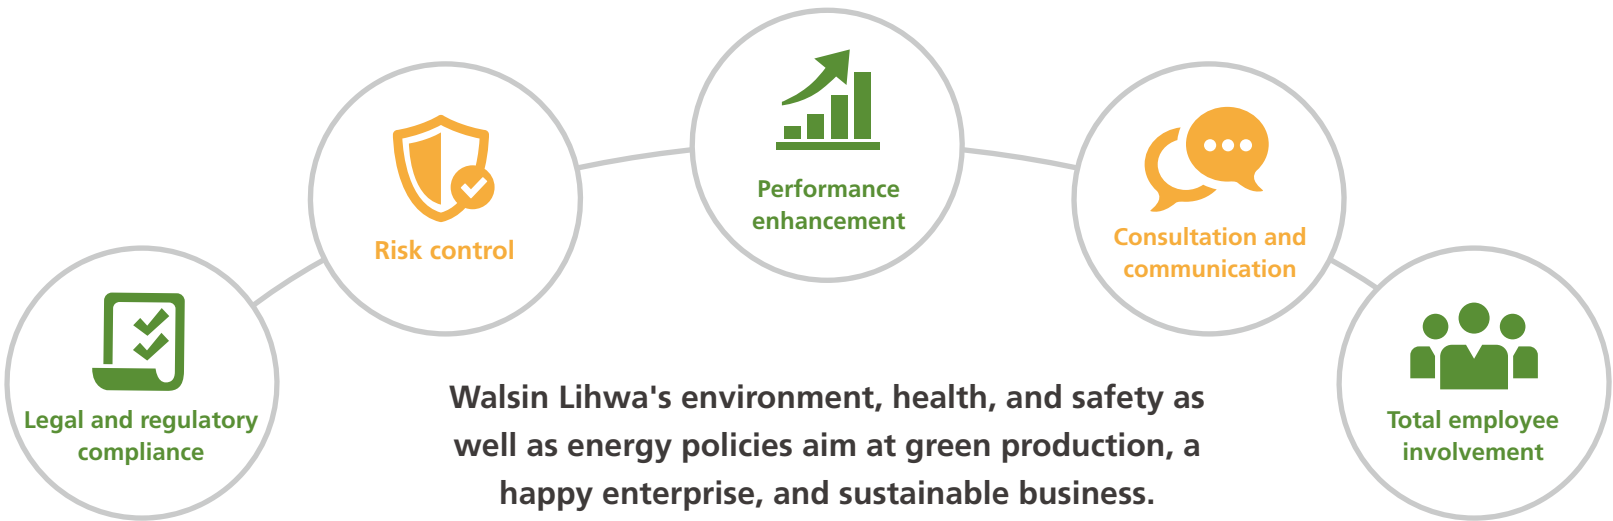 Legal and regulatory
compliance
Risk control
Performance
enhancement
Consultation and
communication
Total employee
involvement
Walsin Lihwa's environment, health, and safety as
well as energy policies aim at green production, a
happy enterprise, and sustainable business.